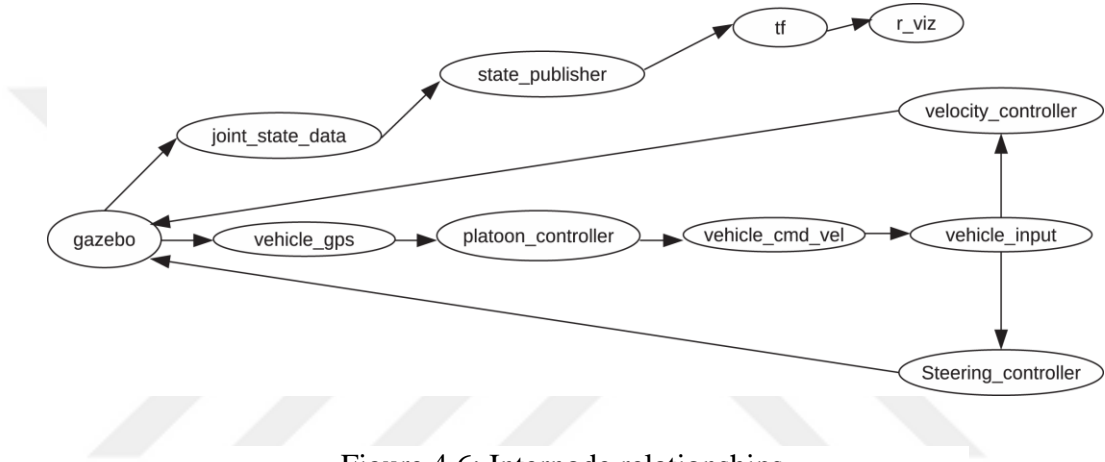 tf
r_viz
state_publisher
velocity_controller
joint_state_data
gazebo
vehicle_gps
platoon_controller
vehicle_cmd_vel
vehicle_input
Steering_controller
Figure 4.6: Internode relationships